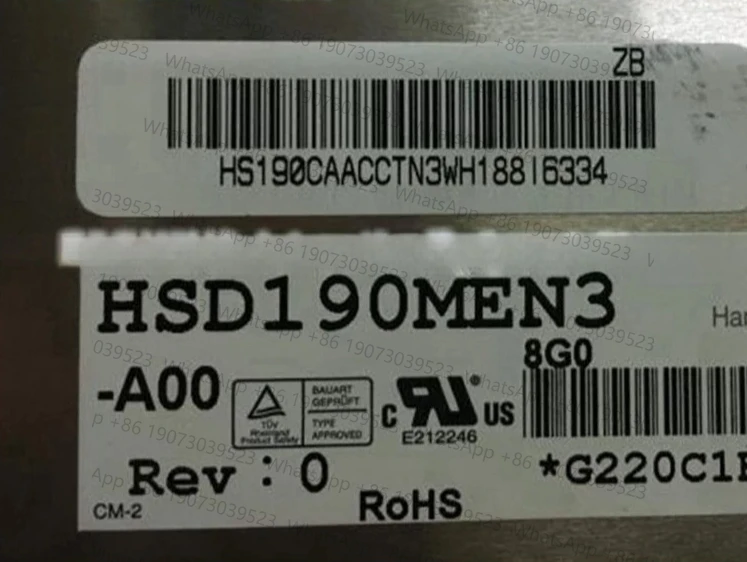 ZB
HS190CAACCTN3WH188I6334
HSD190MEN3
-A00
8G0
BAUART
GEPRÜFT
TÜV
Rheinland
Product Safety
TYPE
APPROVED
C RU US
E212246
Rev : 0
*G220C1
CM-2
RoHS
WhatsApp +86 19073039523